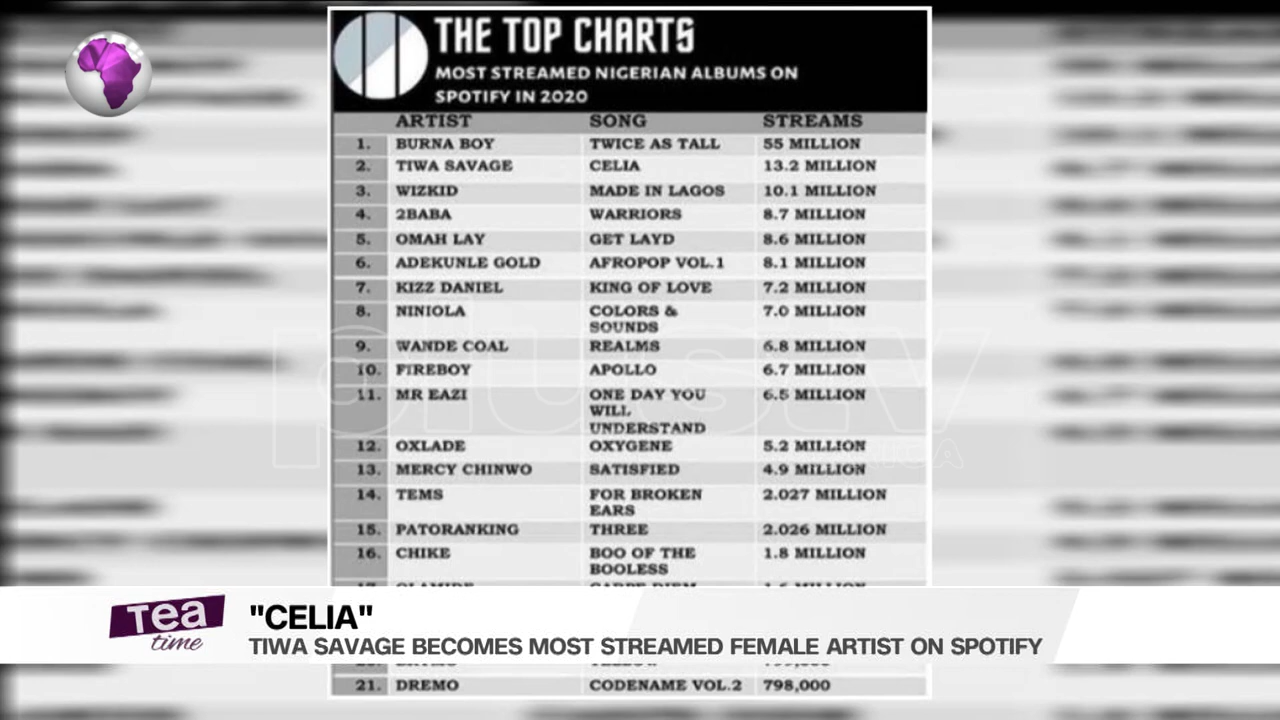 THE TOP CHARTS
MOST STREAMED NIGERIAN ALBUMS ON
SPOTIFY IN 2020
ARTIST SONG STREAMS
1. BURNA BOY TWICE AS TALL 55 MILLION
2. TIWA SAVAGE CELIA 13.2 MILLION
3. WIZKID MADE IN LAGOS 10.1 MILLION
4. 2BABA WARRIORS 8.7 MILLION
5. OMAH LAY GET LAYD 8.6 MILLION
6. ADEKUNLE GOLD AFROPOP VOL.1 8.1 MILLION
7. KIZZ DANIEL KING OF LOVE 7.2 MILLION
8. NINIOLA COLORS & 7.0 MILLION
SOUNDS
9. WANDE COAL REALMS 6.8 MILLION
10. FIREBOY APOLLO 6.7 MILLION
11. MR EAZI ONE DAY YOU 6.5 MILLION
WILL
UNDERSTAND
12. OXLADE OXYGENE 5.2 MILLION
13. MERCY CHINWO SATISFIED 4.9 MILLION
14. TEMS FOR BROKEN 2.027 MILLION
EARS
15. PATORANKING THREE 2.026 MILLION
16. CHIKE BOO OF THE 1.8 MILLION
BOOLESS
plustv
AFRICA
Tea
time
"CELIA"
TIWA SAVAGE BECOMES MOST STREAMED FEMALE ARTIST ON SPOTIFY
21. DREMO CODENAME VOL.2 798,000